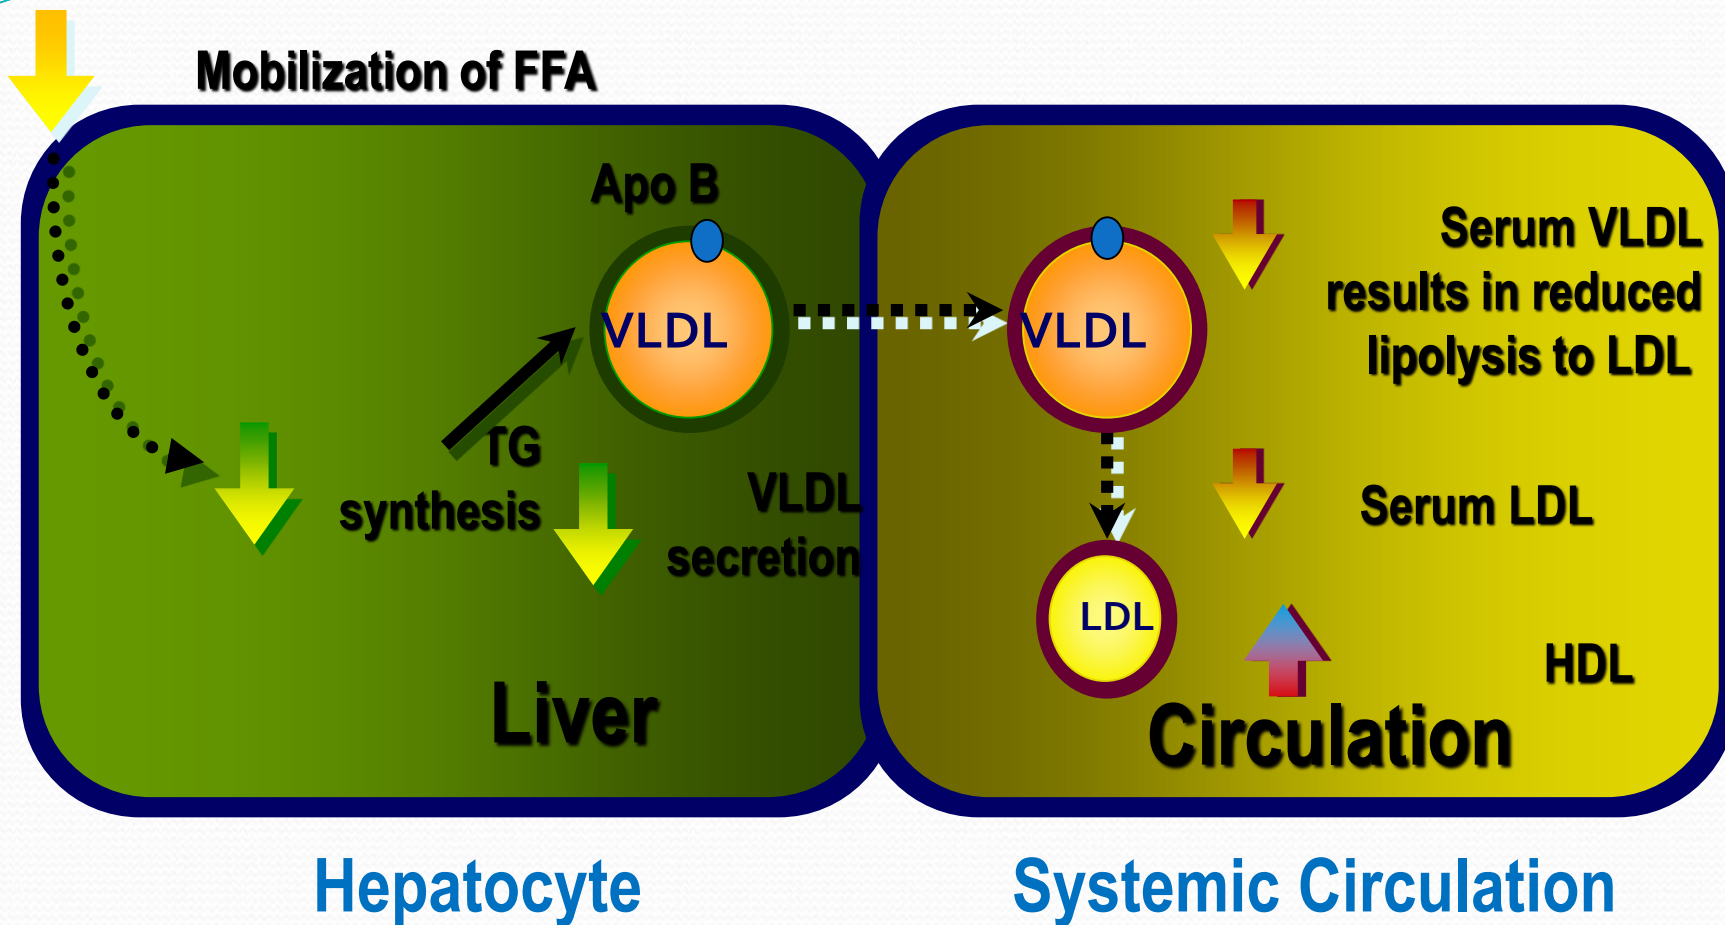 Mobilization of FFA
Apo B
VLDL
TG
synthesis
VLDL
secretion
Liver
VLDL
Serum VLDL
results in reduced
lipolysis to LDL
Serum LDL
LDL
HDL
Circulation
Hepatocyte
Systemic Circulation